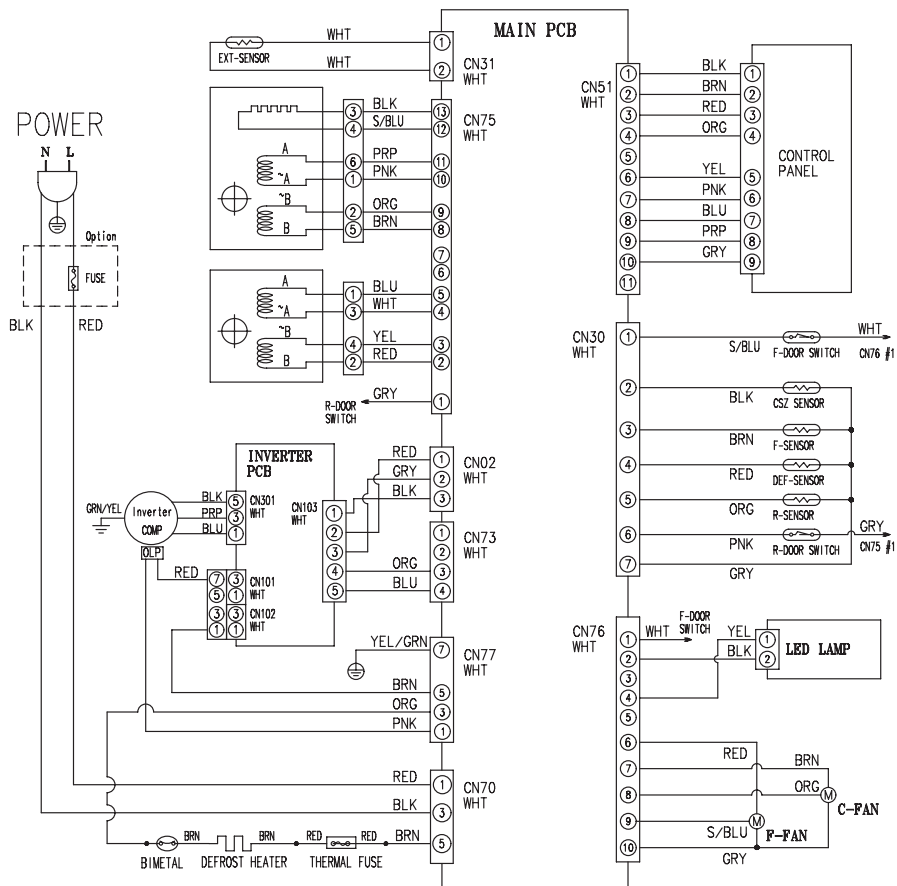 MAIN PCB
WHT
① 
EXT-SENSOR
WHT
②
CN31
WHT
POWER
N L
Option
FUSE
BLK
RED
③ BLK ⑬
④ S/BLU ⑫
CN75
WHT
A
⑥ PRP ⑪
~A
① PNK ⑩
~B
② ORG ⑨
B
⑤ BRN ⑧
⑦
⑥
A
① BLU ⑤
~A
③ WHT ④
~B
④ YEL ③
B
② RED ②
GRY ①
R-DOOR
SWITCH
INVERTER
PCB
RED ①
GRY ②
BLK ③
CN02
WHT
GRN/YEL
Inverter
COMP
OLP
BLK ⑤
PRP ③
BLU ①
CN301
WHT
CN103
WHT
①
②
③
④
⑤
①
②
ORG ③
BLU ④
CN73
WHT
RED ⑦ ③
⑤ ①
CN101
WHT
③ ③
① ①
CN102
WHT
YEL/GRN ⑦
CN77
WHT
BRN ⑤
ORG ③
PNK ①
RED ①
CN70
WHT
BLK ③
BRN BRN RED RED BRN ⑤
BIMETAL DEFROST HEATER THERMAL FUSE
CN51
WHT
① BLK ①
② BRN ②
③ RED ③
④ ORG ④
⑤
⑥ YEL ⑤
⑦ PNK ⑥
⑧ BLU ⑦
⑨ PRP ⑧
⑩ GRY ⑨
⑪
CONTROL
PANEL
CN30
WHT
① S/BLU F-DOOR SWITCH WHT
CN76 #1
② BLK CSZ SENSOR
③ BRN F-SENSOR
④ RED DEF-SENSOR
⑤ ORG R-SENSOR
⑥ PNK R-DOOR SWITCH GRY
CN75 #1
⑦ GRY
CN76
WHT
① WHT
F-DOOR
SWITCH
YEL ①
② BLK ②
LED LAMP
③
④
⑤
⑥ RED
⑦ BRN
⑧ ORG
M
C-FAN
⑨ S/BLU
M
F-FAN
⑩ GRY